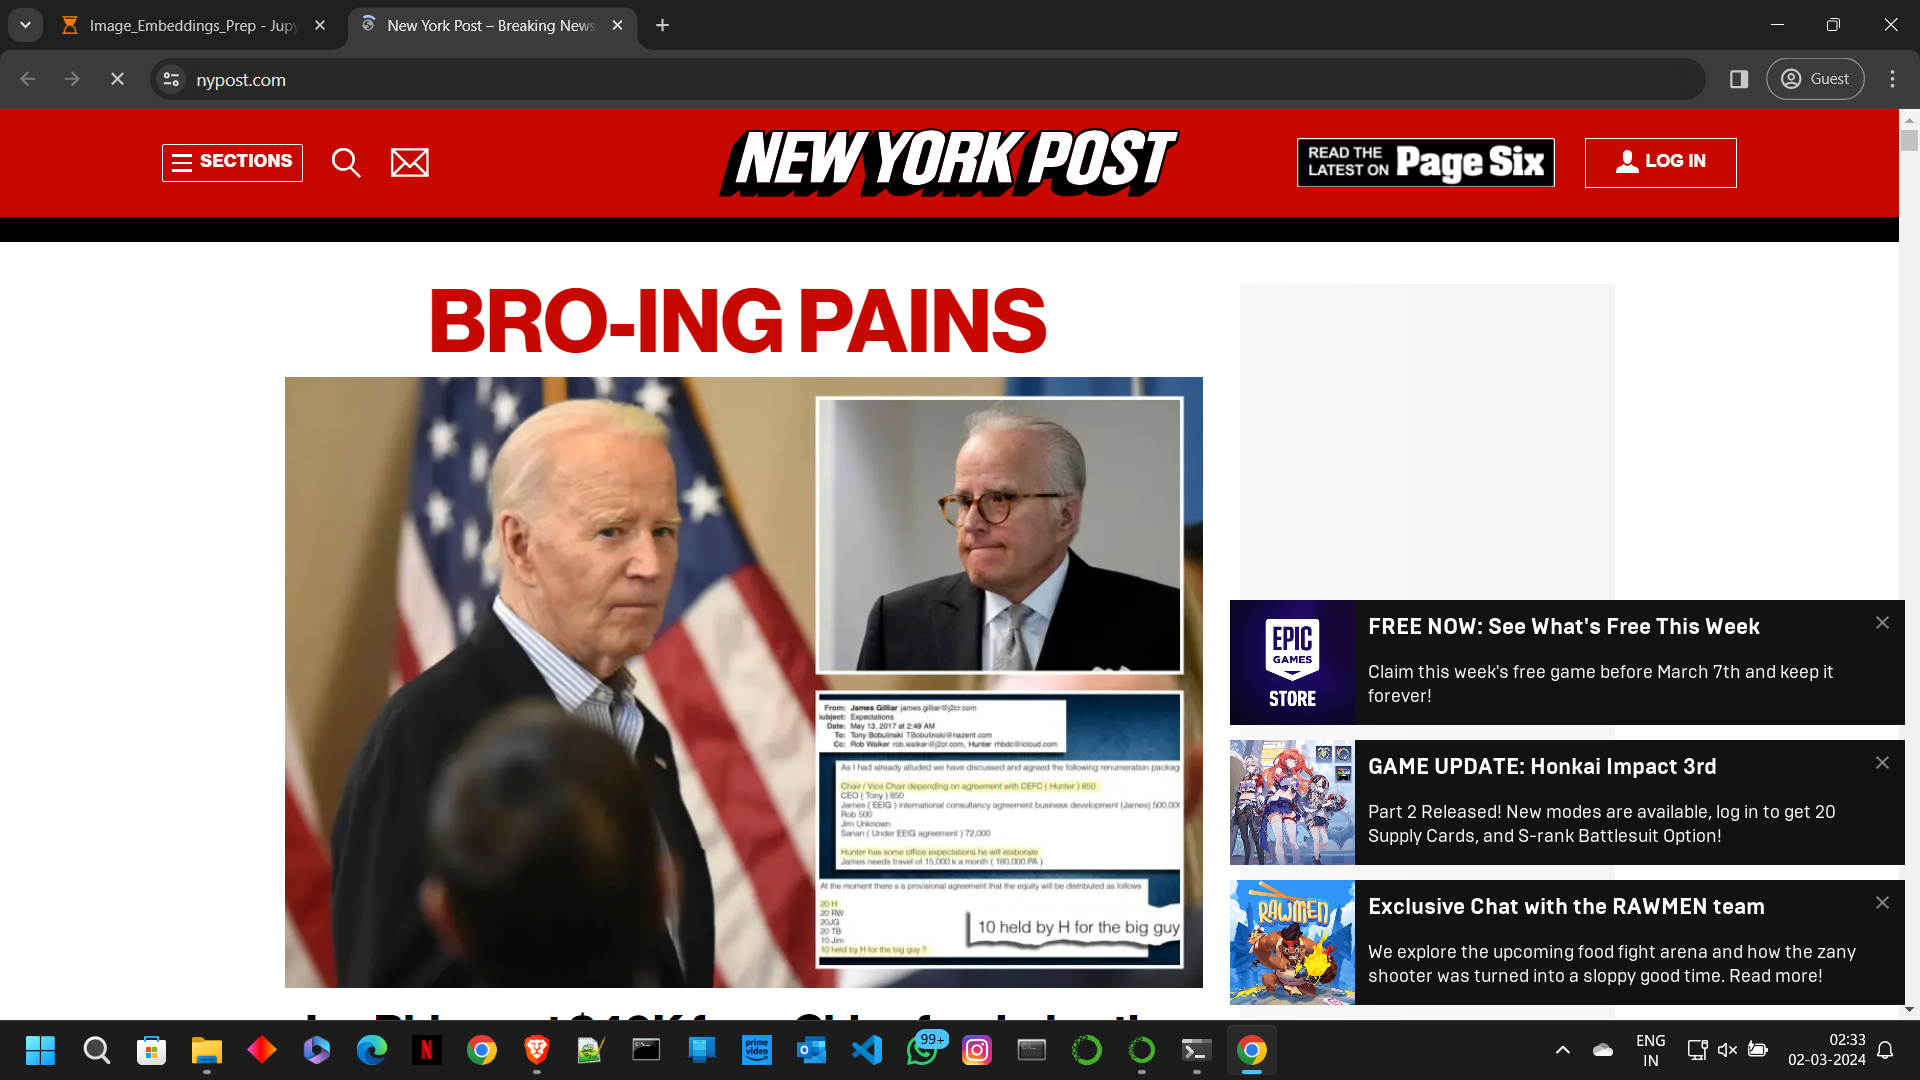 Image_Embeddings_Prep - Jupy
New York Post – Breaking News
nypost.com
Guest
SECTIONS
NEW YORK POST
READ THE
LATEST ON
Page Six
LOG IN
BRO-ING PAINS
From: James Gilliar james.gilliar@j2cr.com
ubject: Expectations
Date: May 13, 2017 at 2:49 AM
To: Tony Bobulinski TBobulinski@nazent.com
Cc: Rob Walker rob.walker@j2cr.com, Hunter rhbdc@icloud.com
As I had already alluded we have discussed and agreed the following renumeration packag
Chair / Vice Chair depending on agreement with CEFC ( Hunter ) 850
CEO ( Tony ) 850
James ( EEIG ) international consultancy agreement business development (James) 500,00
Rob 500
Jim Unknown
Sanan ( Under EEIG agreement ) 72,000
Hunter has some office expectations he will elaborate
James needs travel of 15,000 k a month ( 180,000 PA )
At the moment there s a provisional agreement that the equity will be distributed as follows
20 H
20 RW
20JG
20 TB
10 Jim
10 held by H for the big guy ?
10 held by H for the big guy
EPIC
GAMES
STORE
FREE NOW: See What's Free This Week
Claim this week's free game before March 7th and keep it
forever!
GAME UPDATE: Honkai Impact 3rd
Part 2 Released! New modes are available, log in to get 20
Supply Cards, and S-rank Battlesuit Option!
RAWMEN
Exclusive Chat with the RAWMEN team
We explore the upcoming food fight arena and how the zany
shooter was turned into a sloppy good time. Read more!
prime
video
99+
ENG
IN
02:33
02-03-2024